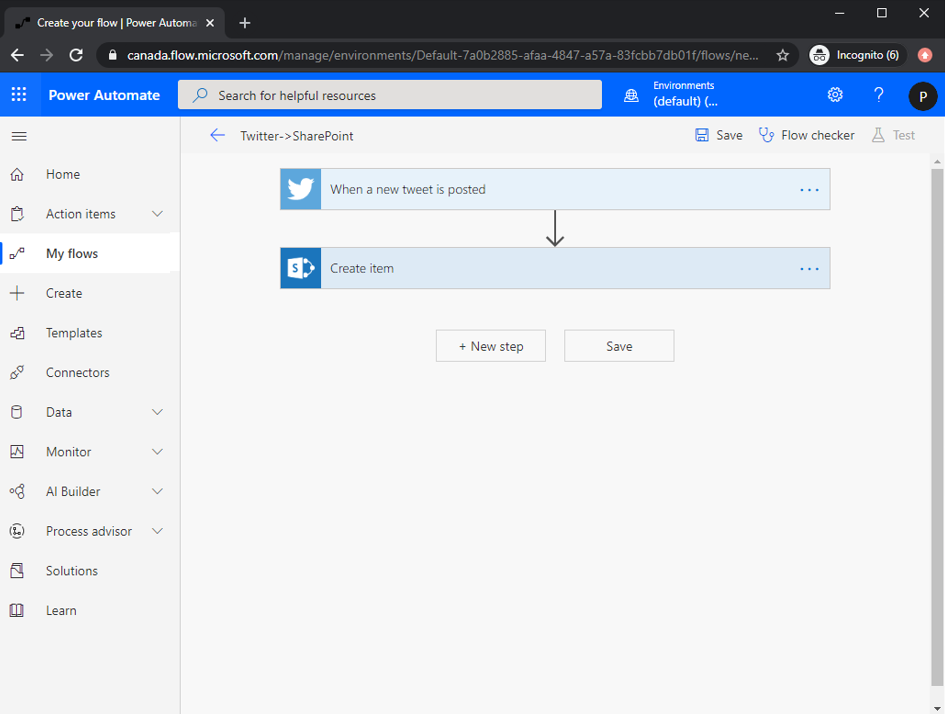 Create your flow | Power Automa
canada.flow.microsoft.com/manage/environments/Default-7a0b2885-afaa-4847-a57a-83fcbb7db01f/flows/ne...
Incognito (6)
Power Automate
Search for helpful resources
Environments
(default) (...
?
P
Twitter->SharePoint
Save
Flow checker
Test
Home
Action items
My flows
Create
Templates
Connectors
Data
Monitor
AI Builder
Process advisor
Solutions
Learn
When a new tweet is posted
...
S
Create item
...
+ New step
Save